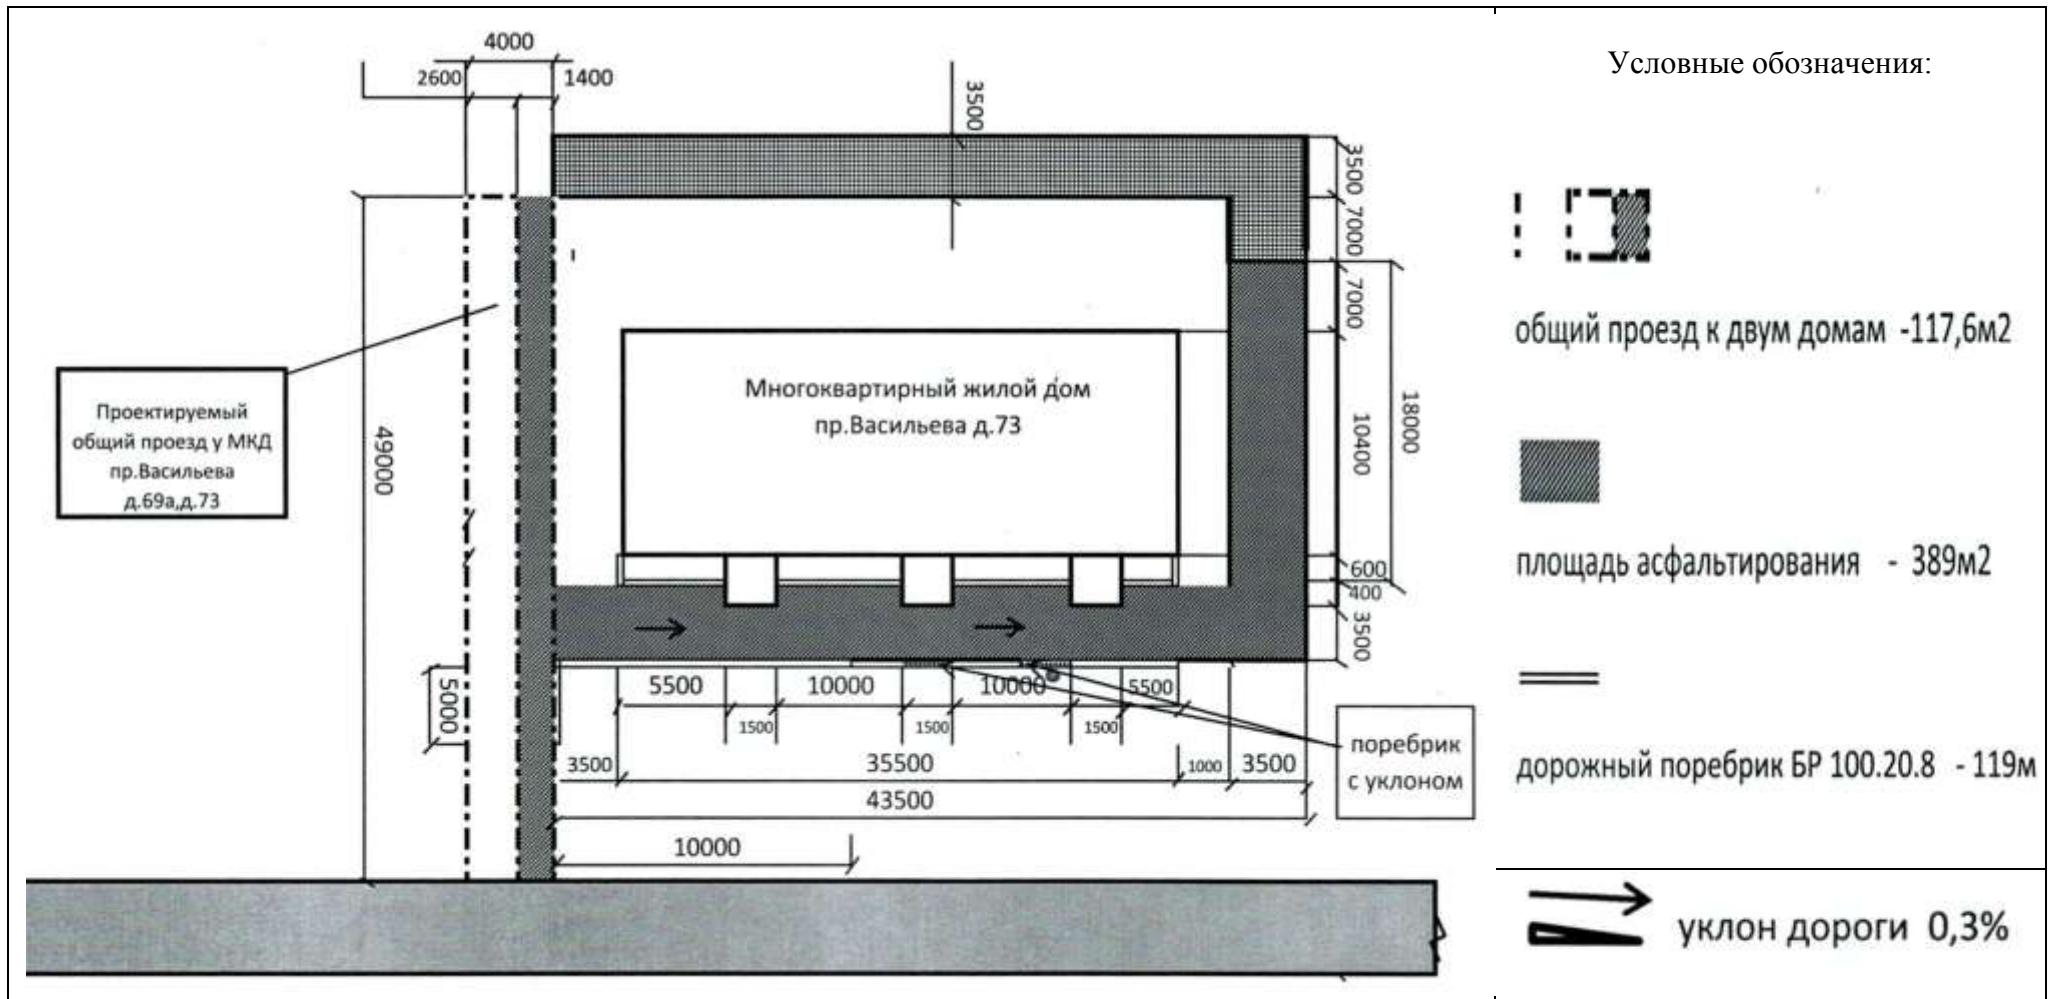 4000
2600
1400
3500
Условные обозначения:
3500
7000
7000
10400
18000
600
400
3500
49000
5000
Проектируемый
общий проезд у МКД
пр.Васильева
д.69а,д.73
Многоквартирный жилой дом
пр.Васильева д.73
5500
10000
10000
5500
1500
1500
1500
3500
35500
1000
3500
43500
10000
поребрик
с уклоном
общий проезд к двум домам -117,6м2
площадь асфальтирования - 389м2
дорожный поребрик БР 100.20.8 - 119м
уклон дороги 0,3%